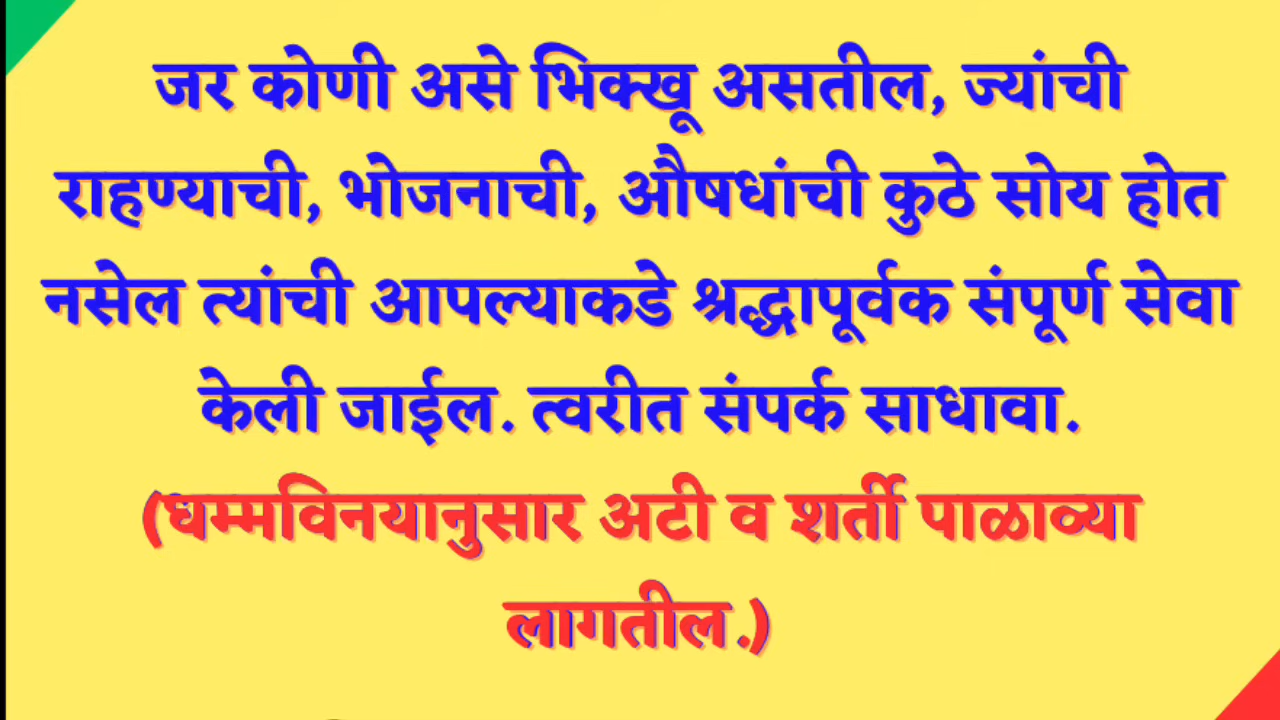 जर कोणी असे भिक्खू असतील, ज्यांची
राहण्याची, भोजनाची, औषधांची कुठे सोय होत
नसेल त्यांची आपल्याकडे श्रद्धापूर्वक संपूर्ण सेवा
केली जाईल. त्वरीत संपर्क साधावा.
(धम्मविनयानुसार अटी व शर्ती पाळाव्या
लागतील.)